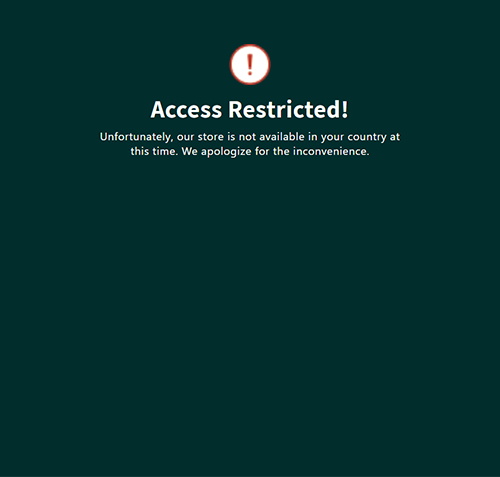 Access Restricted!
Unfortunately, our store is not available in your country at
this time. We apologize for the inconvenience.